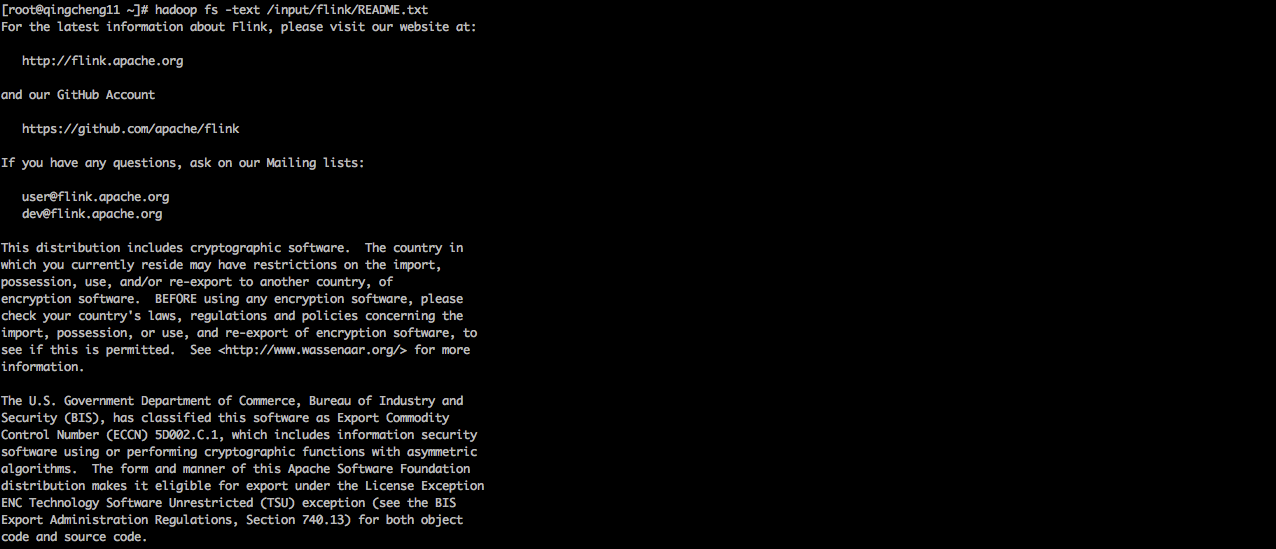 [root@qingcheng11 ~]# hadoop fs -text /input/flink/README.txt
For the latest information about Flink, please visit our website at:
http://flink.apache.org
and our GitHub Account
https://github.com/apache/flink
If you have any questions, ask on our Mailing lists:
user@flink.apache.org
dev@flink.apache.org
This distribution includes cryptographic software.  The country in
which you currently reside may have restrictions on the import,
possession, use, and/or re-export to another country, of
encryption software.  BEFORE using any encryption software, please
check your country's laws, regulations and policies concerning the
import, possession, or use, and re-export of encryption software, to
see if this is permitted.  See <http://www.wassenaar.org/> for more
information.
The U.S. Government Department of Commerce, Bureau of Industry and
Security (BIS), has classified this software as Export Commodity
Control Number (ECCN) 5D002.C.1, which includes information security
software using or performing cryptographic functions with asymmetric
algorithms.  The form and manner of this Apache Software Foundation
distribution makes it eligible for export under the License Exception
ENC Technology Software Unrestricted (TSU) exception (see the BIS
Export Administration Regulations, Section 740.13) for both object
code and source code.